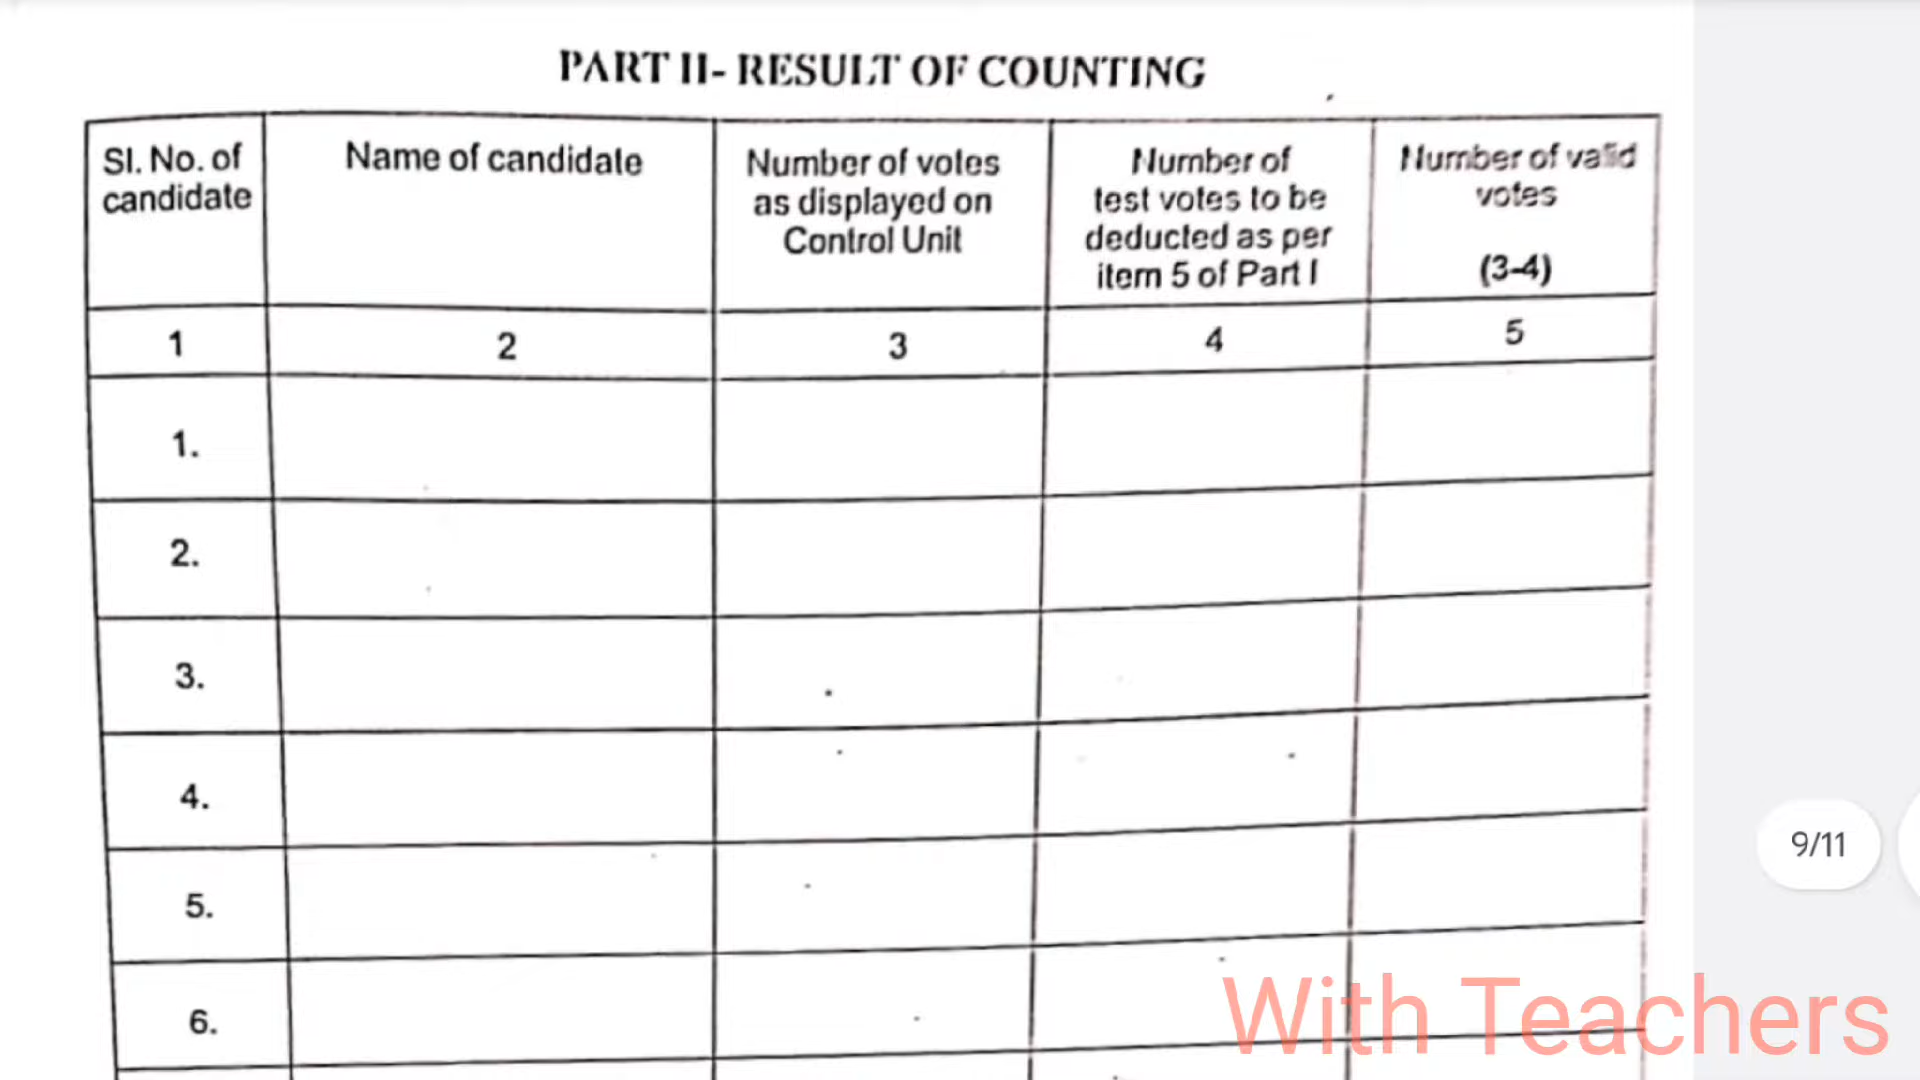 PART II- RESULT OF COUNTING
Sl. No. of
candidate
Name of candidate
Number of votes
as displayed on
Control Unit
Number of
test votes to be
deducted as per
item 5 of Part I
Number of valid
votes
(3-4)
1
2
3
4
5
1.
2.
3.
4.
5.
6.
9/11
With Teachers